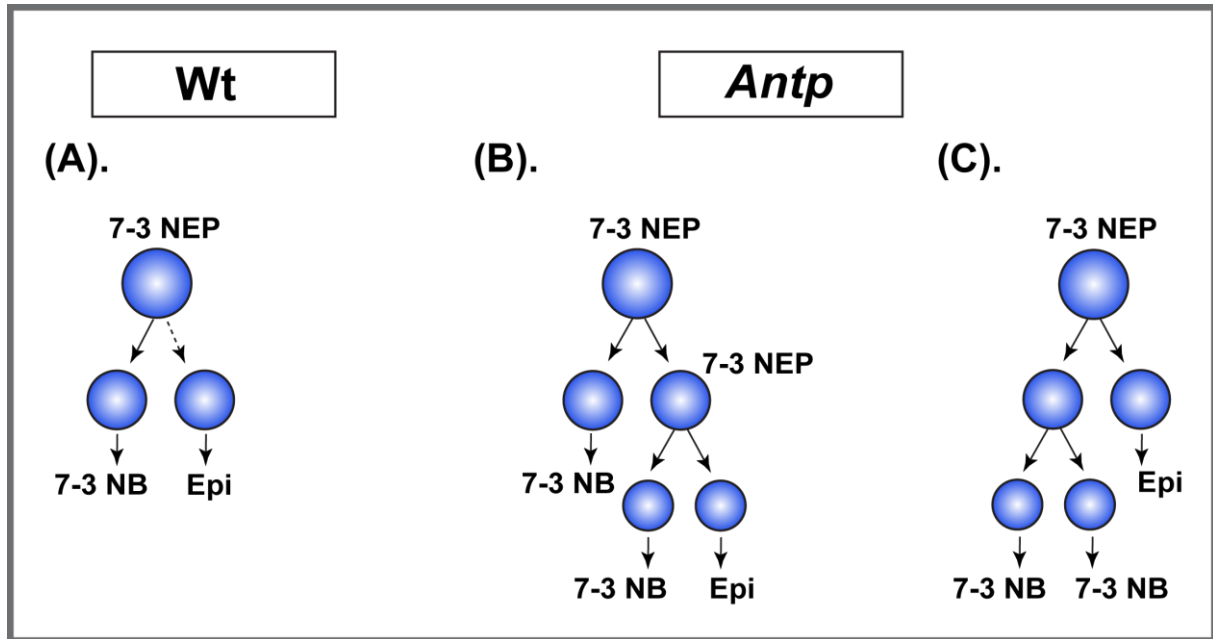 Wt
Antp
(A).
(B).
(C).
7-3 NEP
7-3 NEP
7-3 NEP
7-3 NEP
7-3 NB
Epi
7-3 NB
Epi
7-3 NB
Epi
7-3 NB
7-3 NB